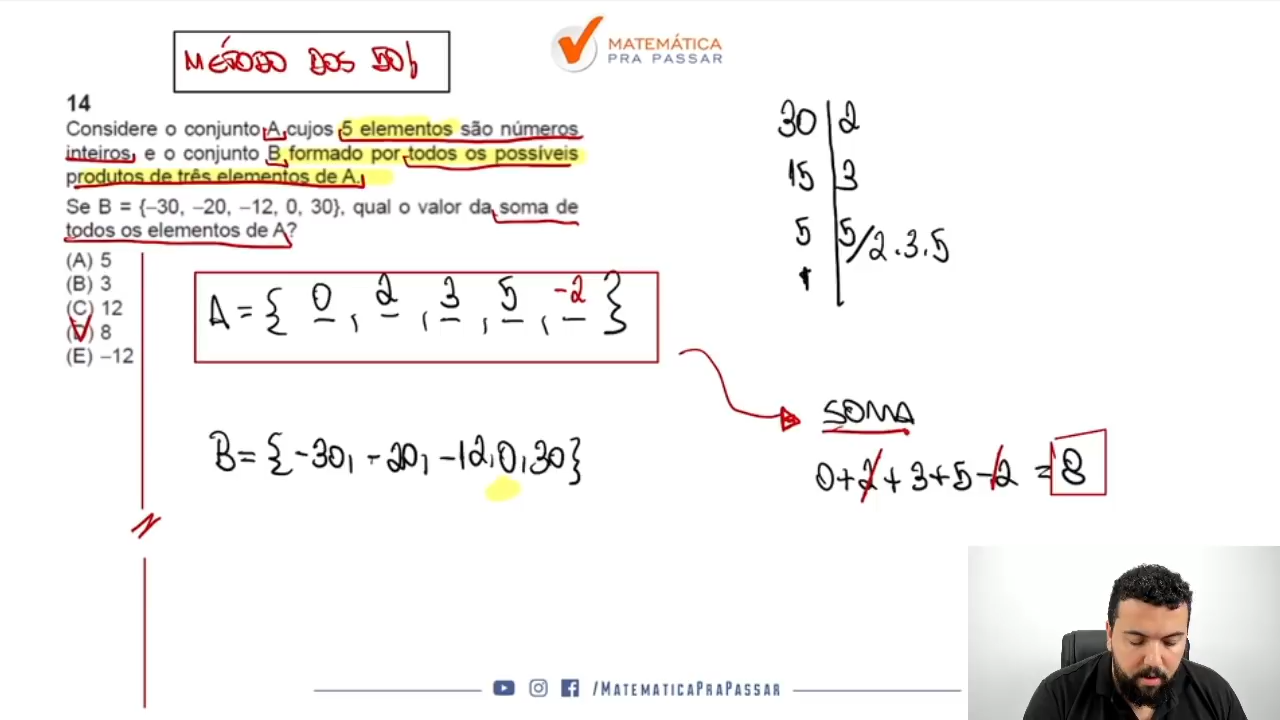 MÉTODO DOS 50%
MATEMÁTICA
PRA PASSAR
14
Considere o conjunto A cujos 5 elementos são números
inteiros, e o conjunto B formado por todos os possíveis
produtos de três elementos de A.
Se B = {–30, –20, –12, 0, 30}, qual o valor da soma de
todos os elementos de A?
(A) 5
(B) 3
(C) 12
(D) 8
(E) –12
30 2
15 3
5 5/2.3.5
1
A = { 0, 2, 3, 5, -2 }
B = {-30, -20, -12, 0, 30}
SOMA
0+2+3+5-2 = 8
/MATEMATICAPRAPASSAR